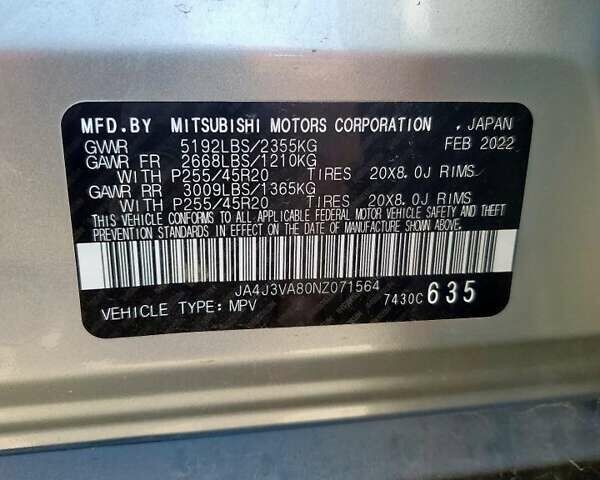 MFD.BY MITSUBISHI MOTORS CORPORATION , JAPAN
GVWR 5192LBS/2355KG FEB 2022
GAWR FR 2668LBS/1210KG
WITH P255/45R20 TIRES 20X8.0J RIMS
GAWR RR 3009LBS/1365KG
WITH P255/45R20 TIRES 20X8.0J RIMS
THIS VEHICLE CONFORMS TO ALL APPLICABLE FEDERAL MOTOR VEHICLE SAFETY AND THEFT
PREVENTION STANDARDS IN EFFECT ON THE DATE OF MANUFACTURE SHOWN ABOVE.
JA4J3VA80NZ071564
VEHICLE TYPE: MPV 7430C 635